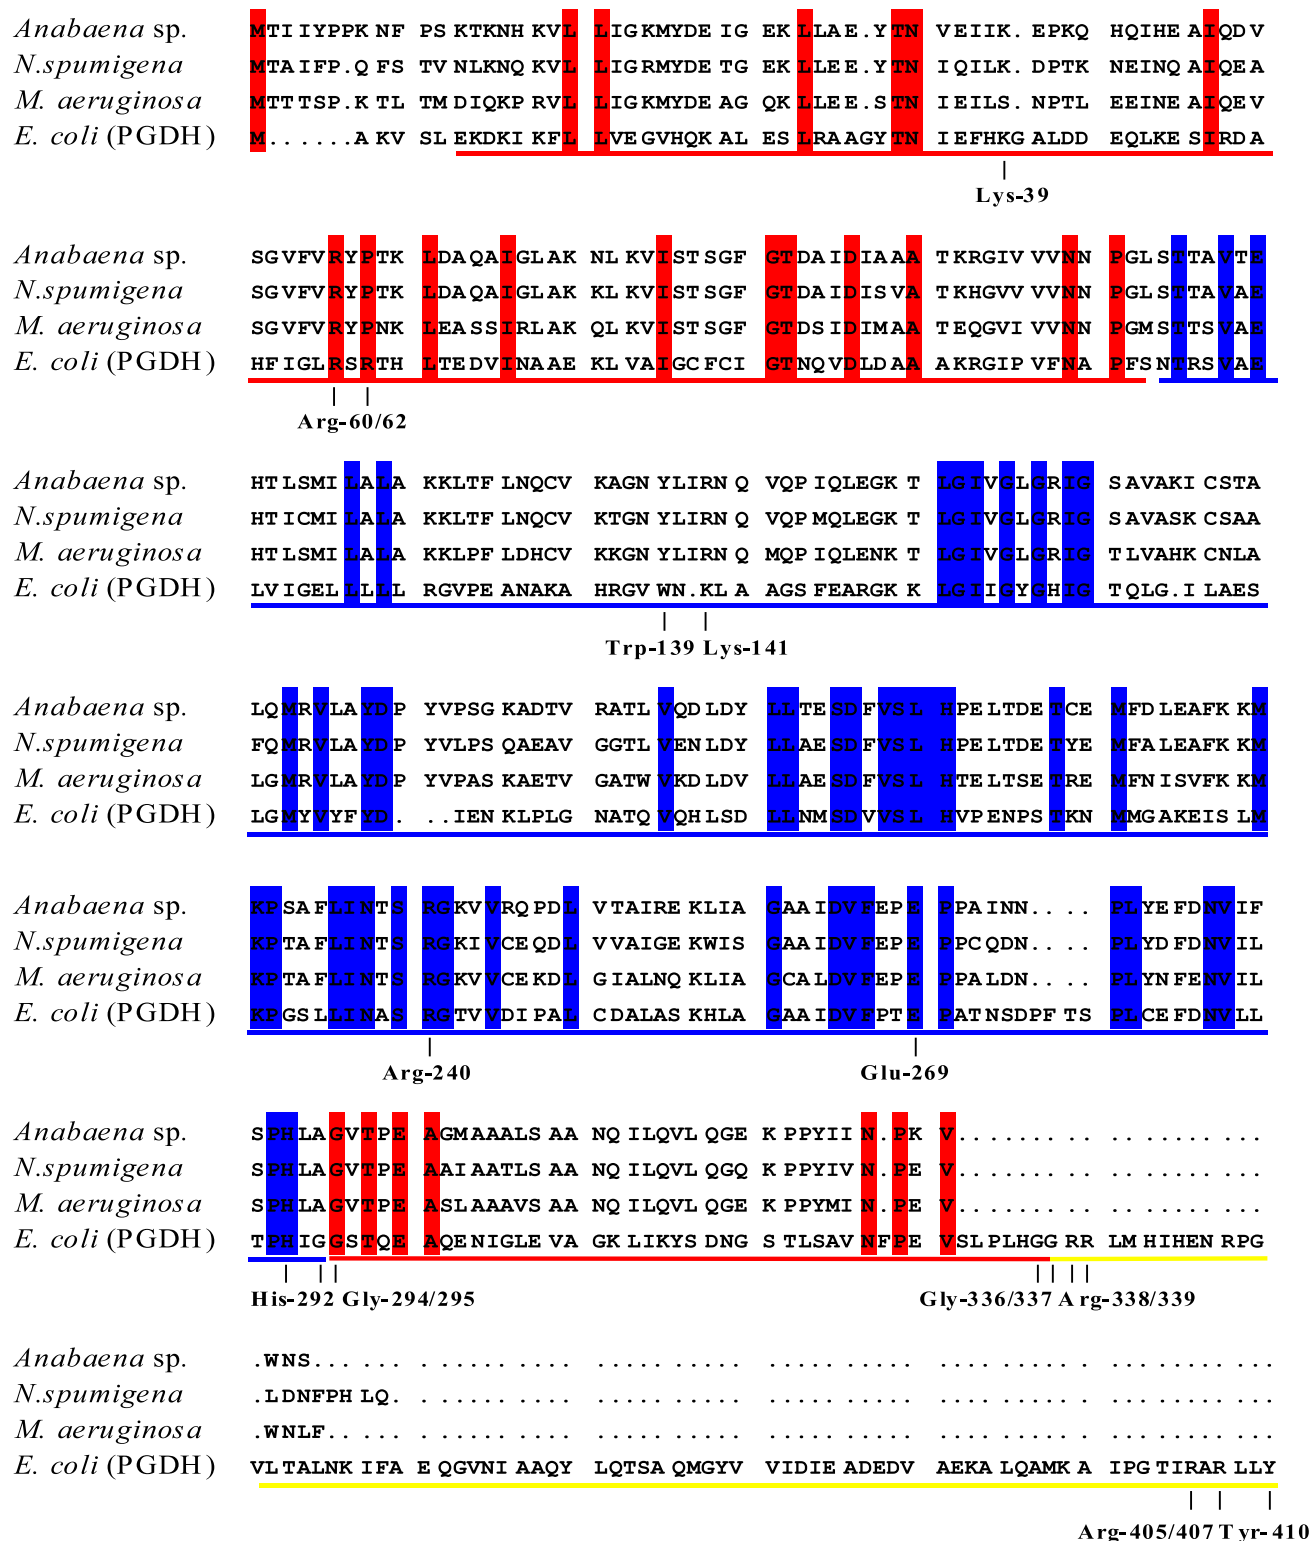 Anabaena sp. MTIIYPPKNF PSKTKNHKVL LIGKMYDEIG EKLLAE.YTN VEIIK.EPKQ HQIHEAIQDV
N.spumigena MTAIFP.QFS TVNLKNQKVL LIGRMYDETG EKLLEE.YTN IQILK.DPTK NEINQAIQEA
M. aeruginosa MTTTSP.KTL TMDIQKPRVL LIGKMYDEAG QKLLEE.STN IEILS.NPTL EEINEAIQEV
E. coli (PGDH) M.....AKVS LEKDKIKFLL LVEGVHQKAL ESLRAAGYTN IEFHKGALDD EQLKESIRDA
Lys-39
Anabaena sp. SGVFVRYPTK LDAQAIGLAK NLKVISTSGF GTDAIDIAAA TKRGIVVVNN PGLSTTAVTE
N.spumigena SGVFVRYPTK LDAQAIGLAK KLKVISTSGF GTDAIDISVA TKHGVVVVNN PGLSTTAVAE
M. aeruginosa SGVFVRYPNK LEASSIRLAK QLKVISTSGF GTDSIDIMAA TEQGVIVVNN PGMSTTSVAE
E. coli (PGDH) HFIGLRSRTH LTEDVINAAE KLVAIGCFCI GTNQVDLDAA AKRGIPVFNA PFSNTRSVAE
Arg-60/62
Anabaena sp. HTLSMILALA KKLTFLNQCV KAGNYLIRNQ VQPIQLEGKT LGIVGLGRIG SAVAKICSTA
N.spumigena HTICMILALA KKLTFLNQCV KTGNYLIRNQ VQPMQLEGKT LGIVGLGRIG SAVASKCSAA
M. aeruginosa HTLSMILALA KKLPFLDHCV KKGNYLIRNQ MQPIQLENKT LGIVGLGRIG TLVAHKCNLA
E. coli (PGDH) LVIGELLLLL RGVPEANAKA HRGVWN.KLA AGSFEARGKK LGIIGYGHIG TQLG.ILAES
Trp-139 Lys-141
Anabaena sp. LQMRVLAYDP YVPSGKADTV RATLVQDLDY LLTESDFVSL HPELTDETCE MFDLEAFKKM
N.spumigena FQMRVLAYDP YVLPSQAEAV GGTLVENLDY LLAESDFVSL HPELTDETYE MFALEAFKKM
M. aeruginosa LGMRVLAYDP YVPASKAETV GATWVKDLDV LLAESDFVSL HTELTSETRE MFNISVFKKM
E. coli (PGDH) LGMYVYFYD. ..IENKLPLG NATQVQHLSD LLNMSDVVSL HVPENPSTKN MMGAKEISLM
Anabaena sp. KPSAFLINTS RGKVVRQPDL VTAIREKLIA GAAIDVFEPE PPAINN.... PLYEFDNVIF
N.spumigena KPTAFLINTS RGKIVCEQDL VVAIGEKWIS GAAIDVFEPE PPCQDN.... PLYDFDNVIL
M. aeruginosa KPTAFLINTS RGKVVCEKDL GIALNQKLIA GCALDVFEPE PPALDN.... PLYNFENVIL
E. coli (PGDH) KPGSLLINAS RGTVVDIPAL CDALASKHLA GAAIDVFPTE PATNSDPFTS PLCEFDNVLL
Arg-240 Glu-269
Anabaena sp. SPHLAGVTPE AGMAAALSAA NQILQVLQGE KPPYIIN.PK V......... ..........
N.spumigena SPHLAGVTPE AAIAATLSAA NQILQVLQGQ KPPYIVN.PE V......... ..........
M. aeruginosa SPHLAGVTPE ASLAAAVSAA NQILQVLQGE KPPYMIN.PE V......... ..........
E. coli (PGDH) TPHIGGSTQE AQENIGLEVA GKLIKYSDNG STLSAVNFPE VSLPLHGGRR LMHIHENRPG
His-292 Gly-294/295 Gly-336/337 Arg-338/339
Anabaena sp. .WNS...... .......... .......... .......... .......... ..........
N.spumigena .LDNFPHLQ. .......... .......... .......... .......... ..........
M. aeruginosa .WNLF..... .......... .......... .......... .......... ..........
E. coli (PGDH) VLTALNKIFA EQGVNIAAQY LQTSAQMGYV VIDIEADEDV AEKALQAMKA IPGTIRARLLY
Arg-405/407 Tyr-410